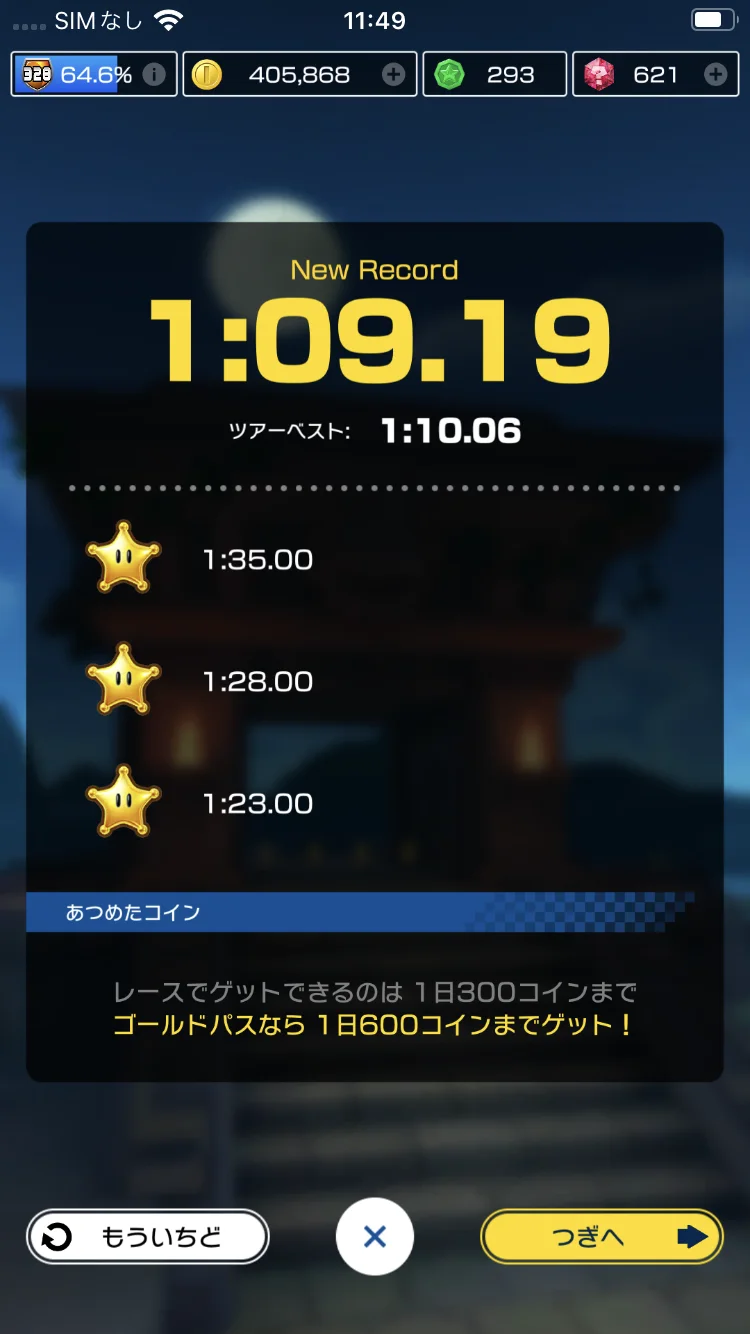 SIMなし 11:49
328 64.6% 405,868 293 621
New Record
1:09.19
ツアーベスト: 1:10.06
1:35.00
1:28.00
1:23.00
あつめたコイン
レースでゲットできるのは 1日300コインまで
ゴールドパスなら 1日600コインまでゲット！
もういちど
つぎへ